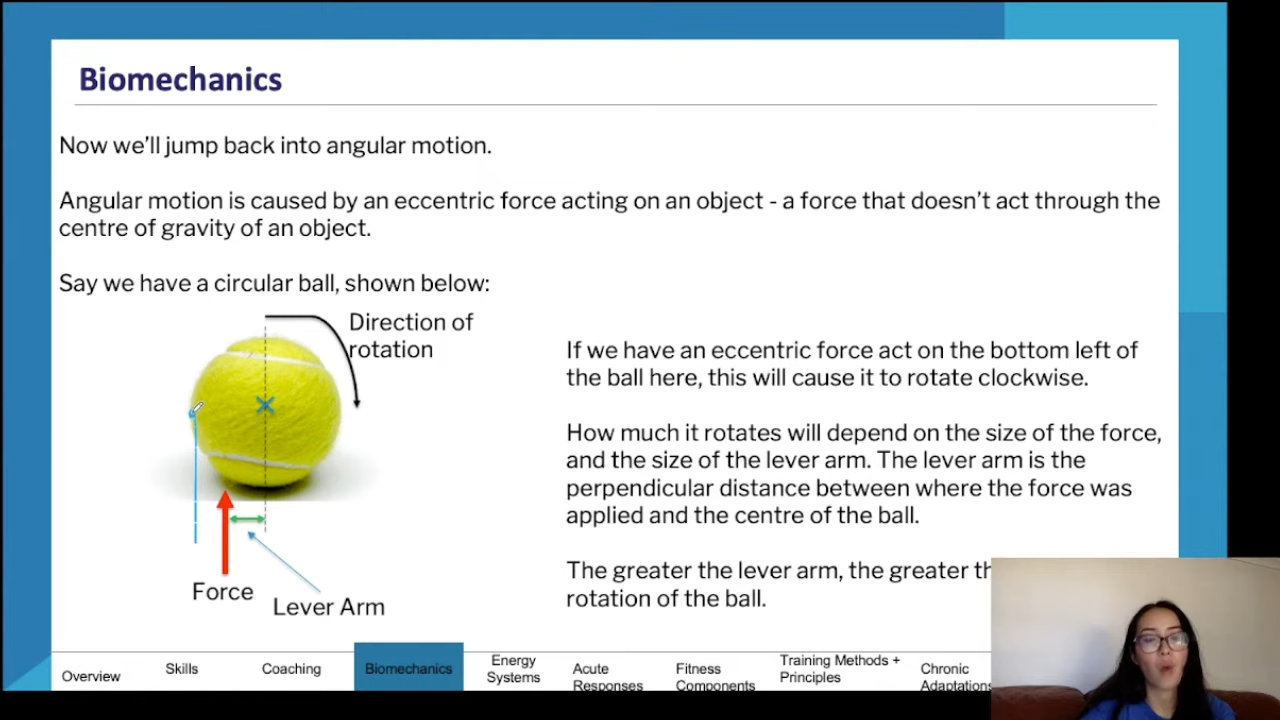 Biomechanics
Now we'll jump back into angular motion.
Angular motion is caused by an eccentric force acting on an object - a force that doesn't act through the
centre of gravity of an object.
Say we have a circular ball, shown below:
Direction of
rotation
If we have an eccentric force act on the bottom left of
the ball here, this will cause it to rotate clockwise.
How much it rotates will depend on the size of the force,
and the size of the lever arm. The lever arm is the
perpendicular distance between where the force was
applied and the centre of the ball.
The greater the lever arm, the greater
rotation of the ball.
Force
Lever Arm
Overview
Skills
Coaching
Biomechanics
Energy
Systems
Acute
Responses
Fitness
Components
Training Methods +
Principles
Chronic
Adaptations